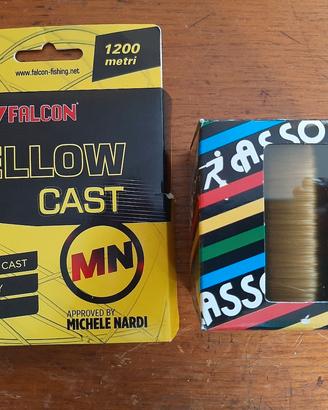 1200
metri
www.falcon-fishing.net
FALCON
ELLOW
CAST
CAST
Y
MN
APPROVED BY
MICHELE NARDI
ASSO
ASSO